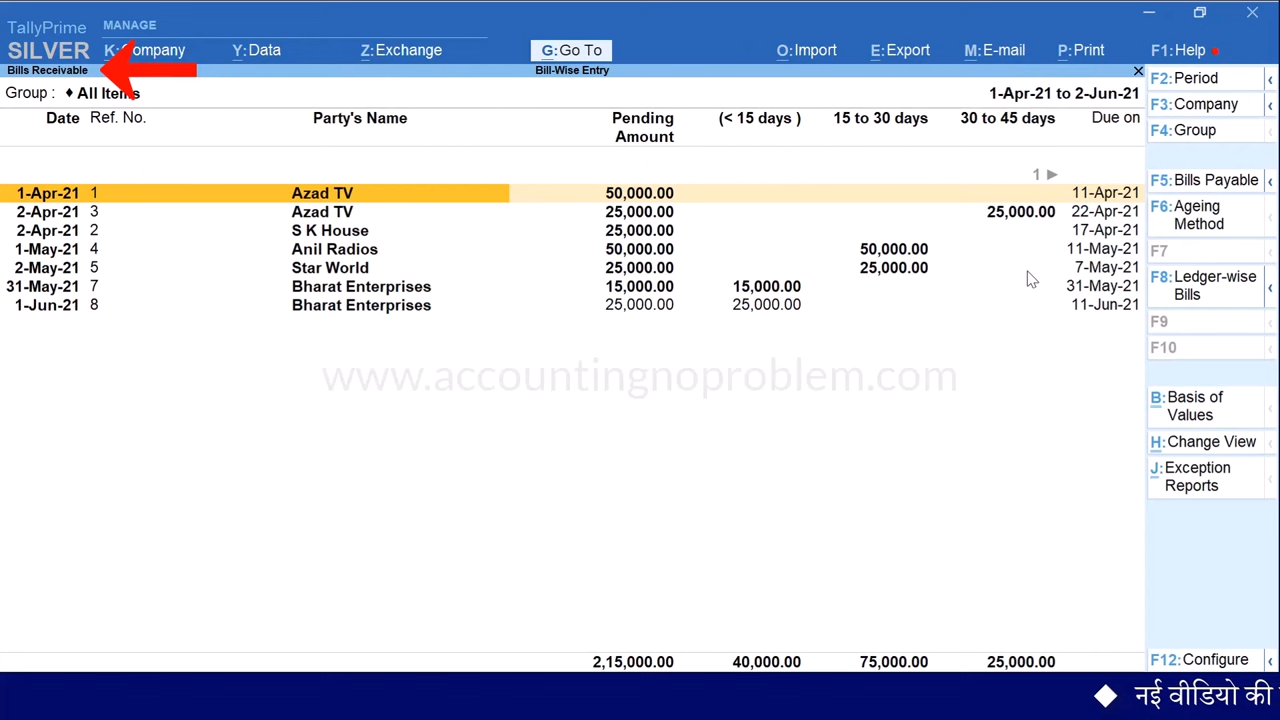 TallyPrime MANAGE
SILVER K:Company Y:Data Z:Exchange G:Go To O:Import E:Export M:E-mail P:Print F1:Help
Bills Receivable Bill-Wise Entry
Group : ♦ All Items 1-Apr-21 to 2-Jun-21
Date Ref. No. Party's Name Pending Amount (< 15 days ) 15 to 30 days 30 to 45 days Due on
1 ►
1-Apr-21 1 Azad TV 50,000.00 11-Apr-21
2-Apr-21 3 Azad TV 25,000.00 25,000.00 22-Apr-21
2-Apr-21 2 S K House 25,000.00 17-Apr-21
1-May-21 4 Anil Radios 50,000.00 50,000.00 11-May-21
2-May-21 5 Star World 25,000.00 25,000.00 7-May-21
31-May-21 7 Bharat Enterprises 15,000.00 15,000.00 31-May-21
1-Jun-21 8 Bharat Enterprises 25,000.00 25,000.00 11-Jun-21
www.accountingnoproblem.com
2,15,000.00 40,000.00 75,000.00 25,000.00
F2:Period
F3:Company
F4:Group
F5:Bills Payable
F6:Ageing
Method
F7
F8:Ledger-wise
Bills
F9
F10
B:Basis of
Values
H:Change View
J:Exception
Reports
F12:Configure
◆ नई वीडियो की